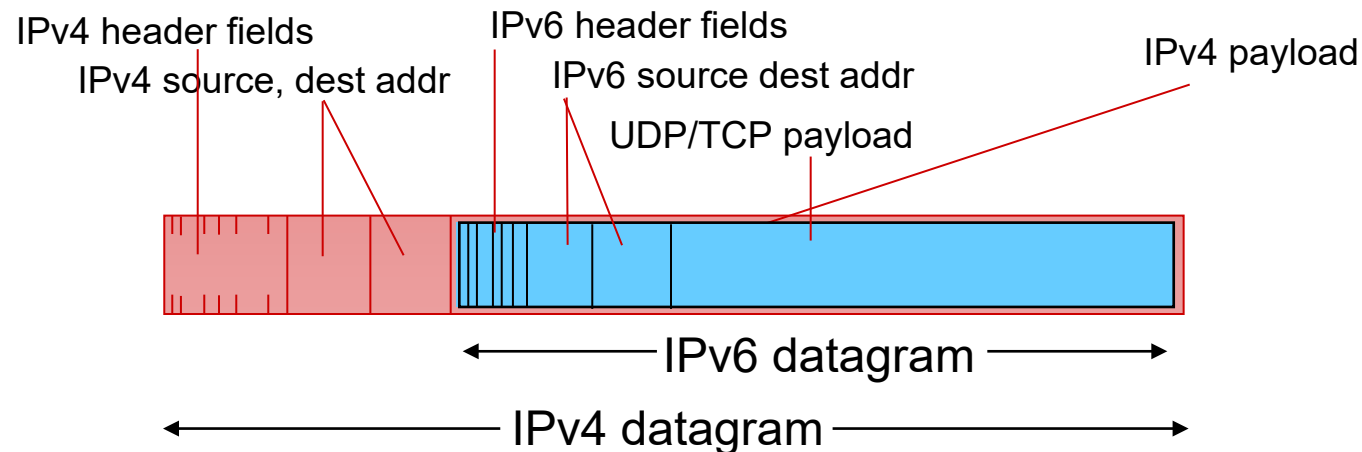 IPv4 header fields
IPv6 header fields
IPv4 payload
IPv4 source, dest addr
IPv6 source dest addr
UDP/TCP payload
IPv6 datagram
IPv4 datagram